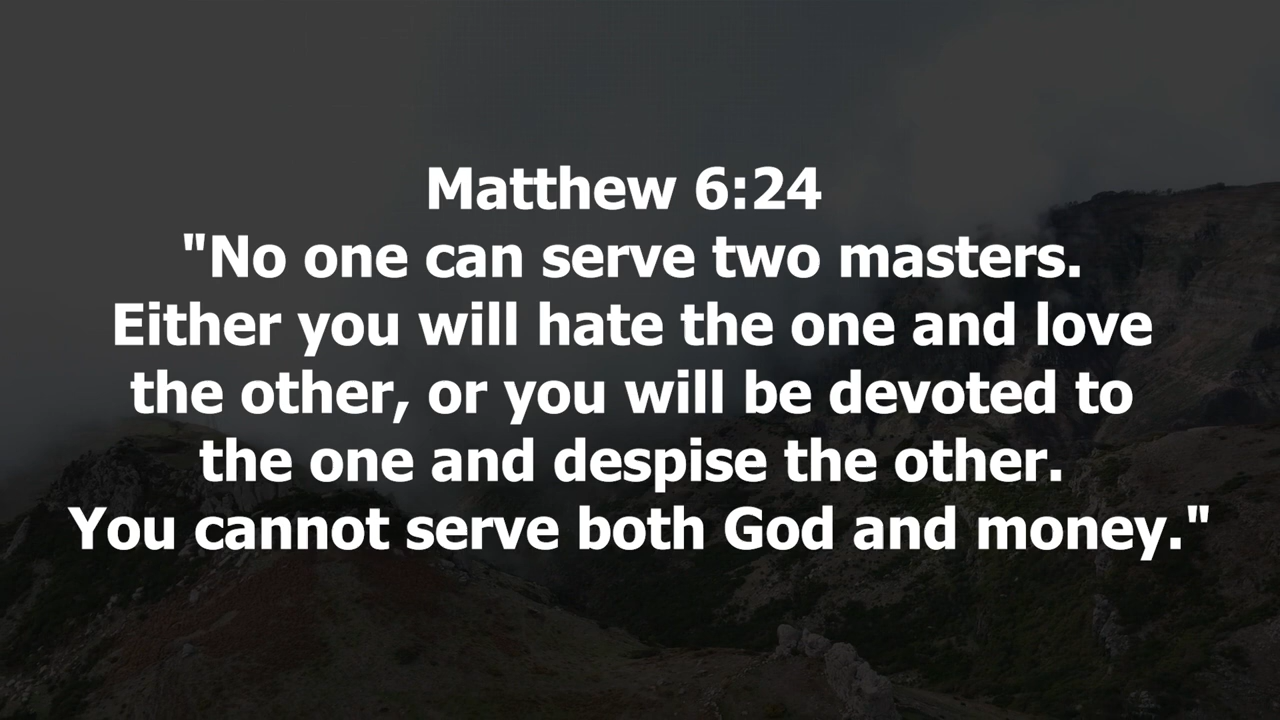 Matthew 6:24
"No one can serve two masters.
Either you will hate the one and love
the other, or you will be devoted to
the one and despise the other.
You cannot serve both God and money."